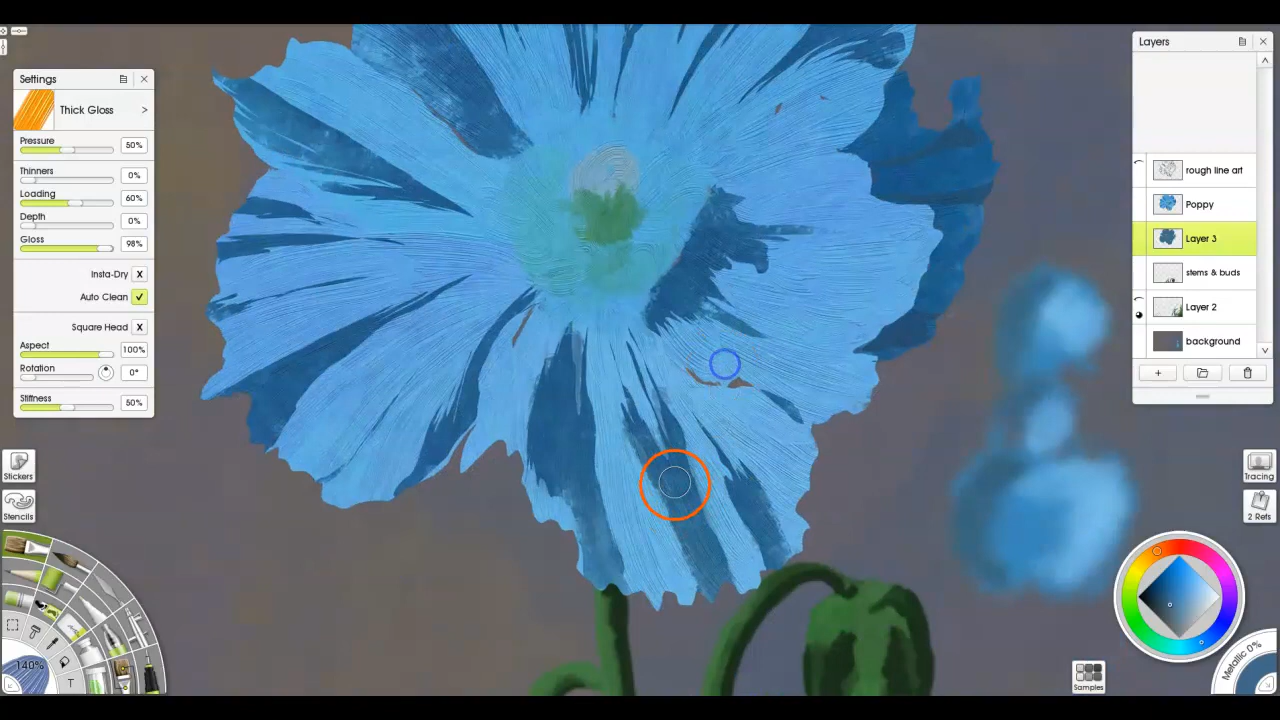 Settings
Thick Gloss >
Pressure
50%
Thinners
0%
Loading
60%
Depth
0%
Gloss
98%
Insta-Dry X
Auto Clean
Square Head X
Aspect
100%
Rotation
0°
Stiffness
50%
Stickers
Stencils
140%
T
Layers
rough line art
Poppy
Layer 3
stems & buds
Layer 2
background
Tracing
2 Refs
Metallic 0%
Samples